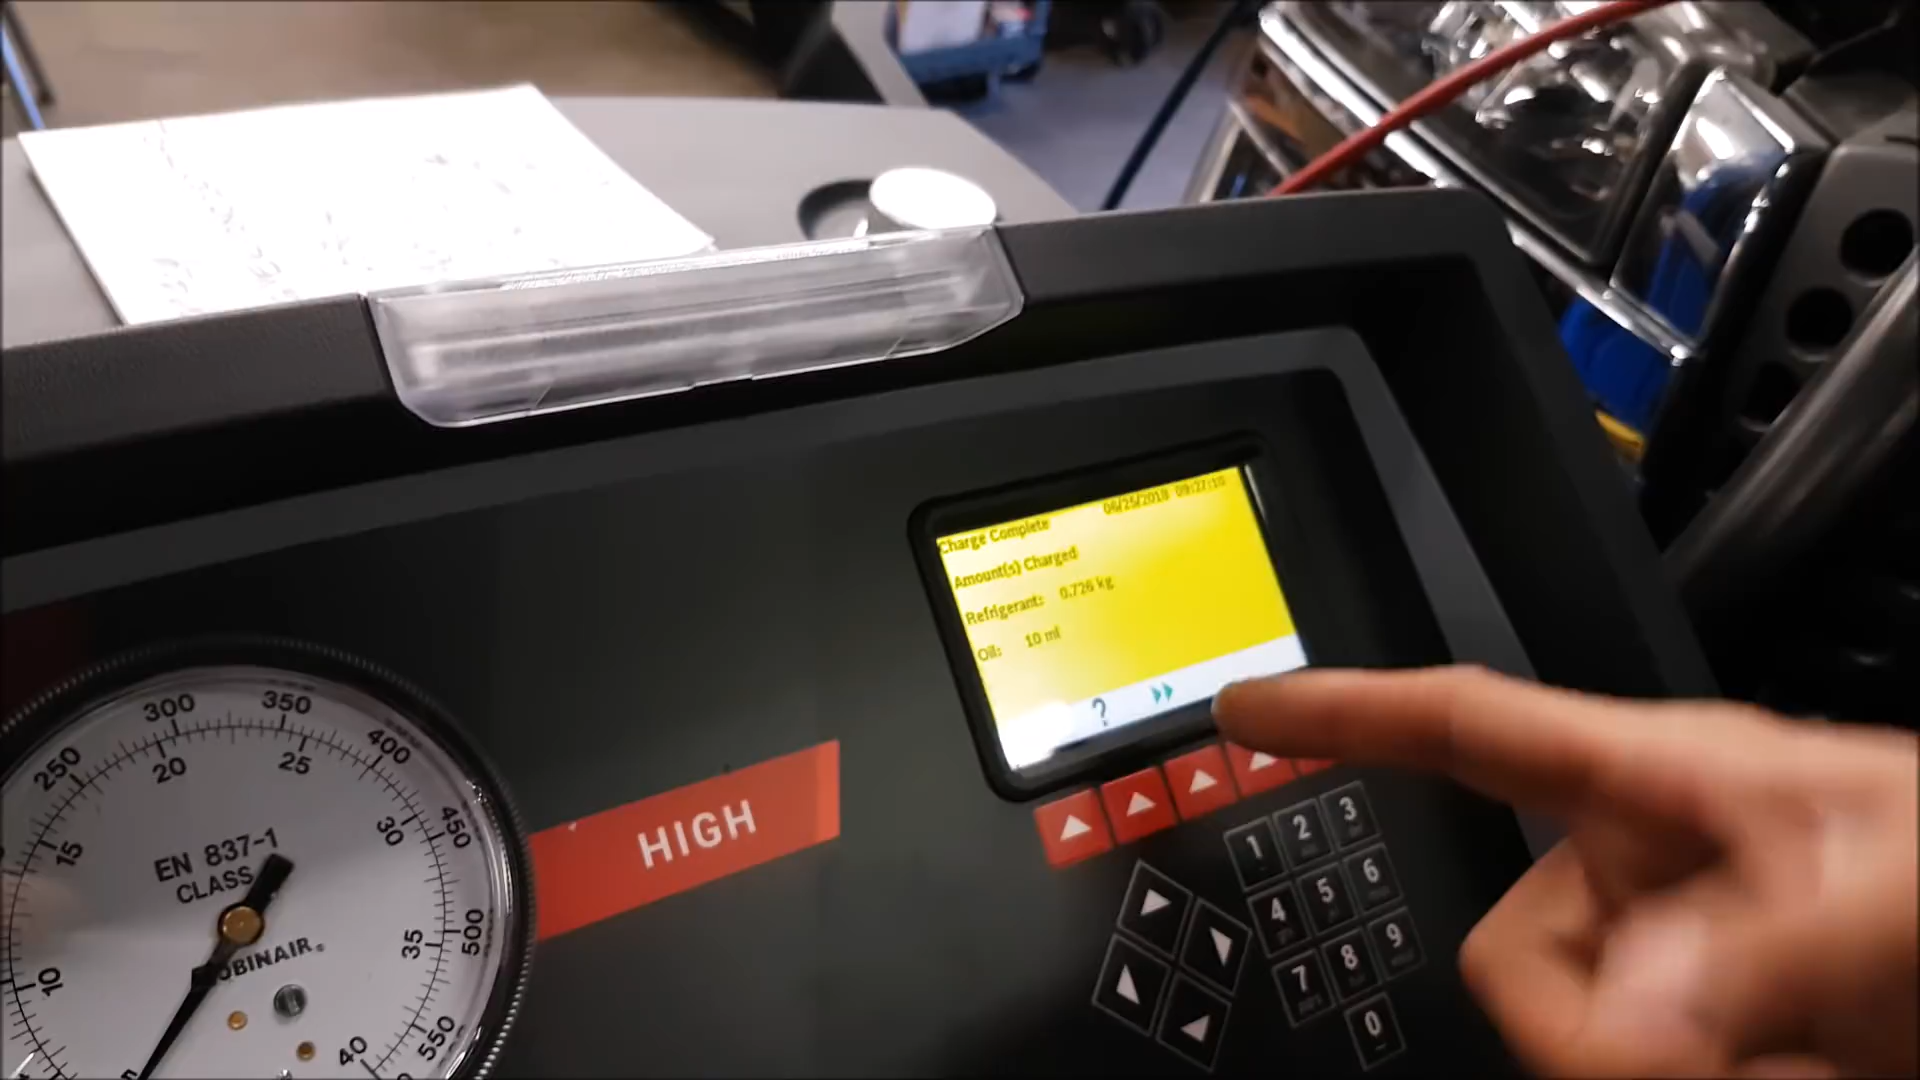 06/25/2018 09:27:10
Charge Complete
Amount(s) Charged
Refrigerant: 0.726 kg
Oil: 10 ml
?
HIGH
1 2 3
4 5 6
7 8 9
0
250 300 350 400 450 500 550
10 15 20 25 30 35 40
EN 837-1
CLASS
ROBINAIR®